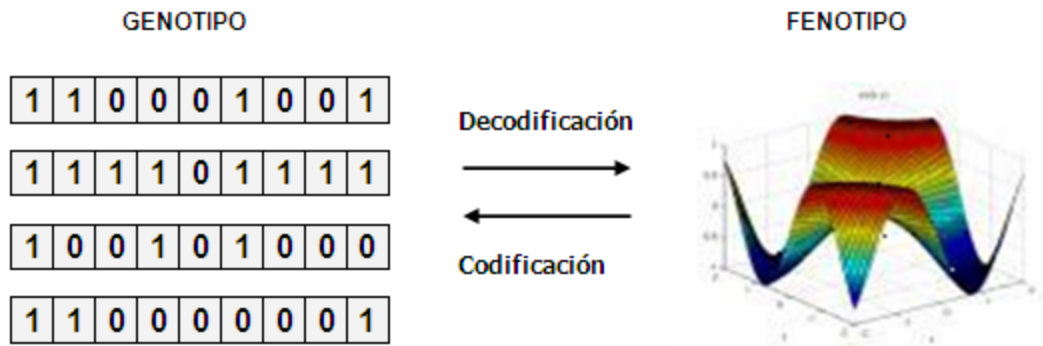 GENOTIPO
FENOTIPO
1 1 0 0 0 1 0 0 1
1 1 1 1 0 1 1 1 1
1 0 0 1 0 1 0 0 0
1 1 0 0 0 0 0 0 1
Decodificación
Codificación